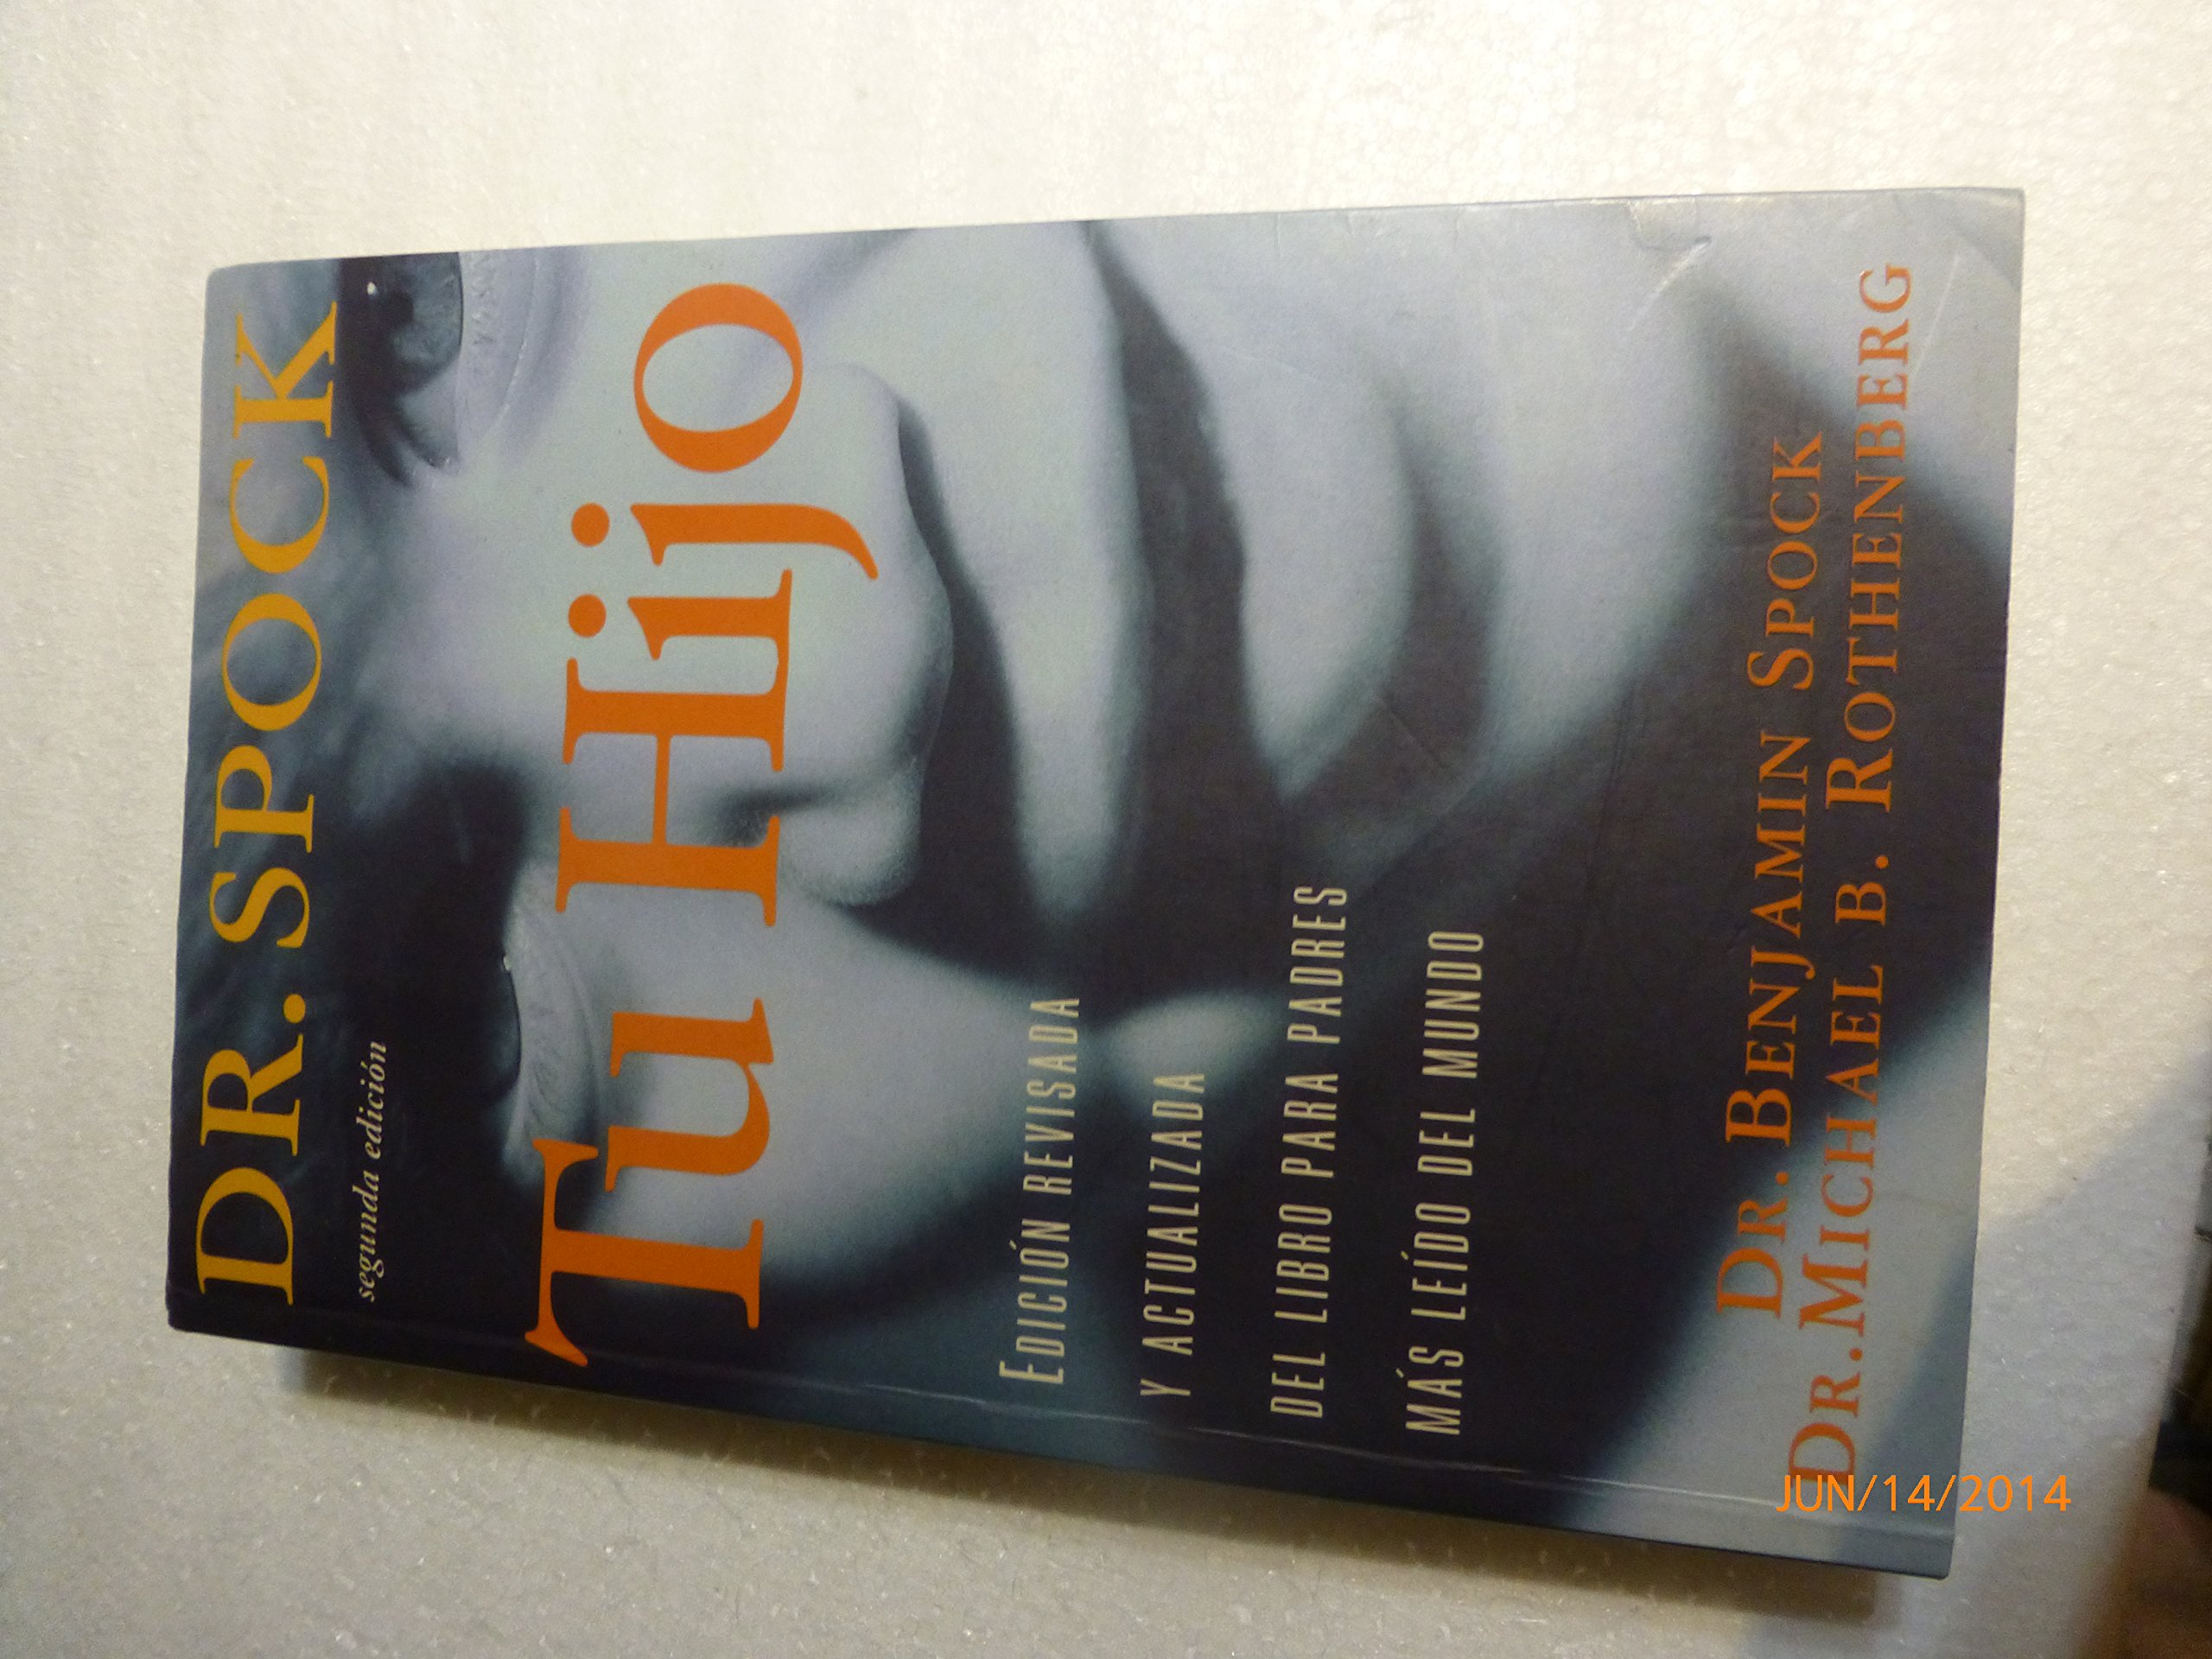 DR. SPOCK
segunda edición
Tu Hijo
EDICIÓN REVISADA
Y ACTUALIZADA
DEL LIBRO PARA PADRES
MÁS LEÍDO DEL MUNDO
DR. BENJAMIN SPOCK
DR. MICHAEL B. ROTHENBERG
JUN/14/2014